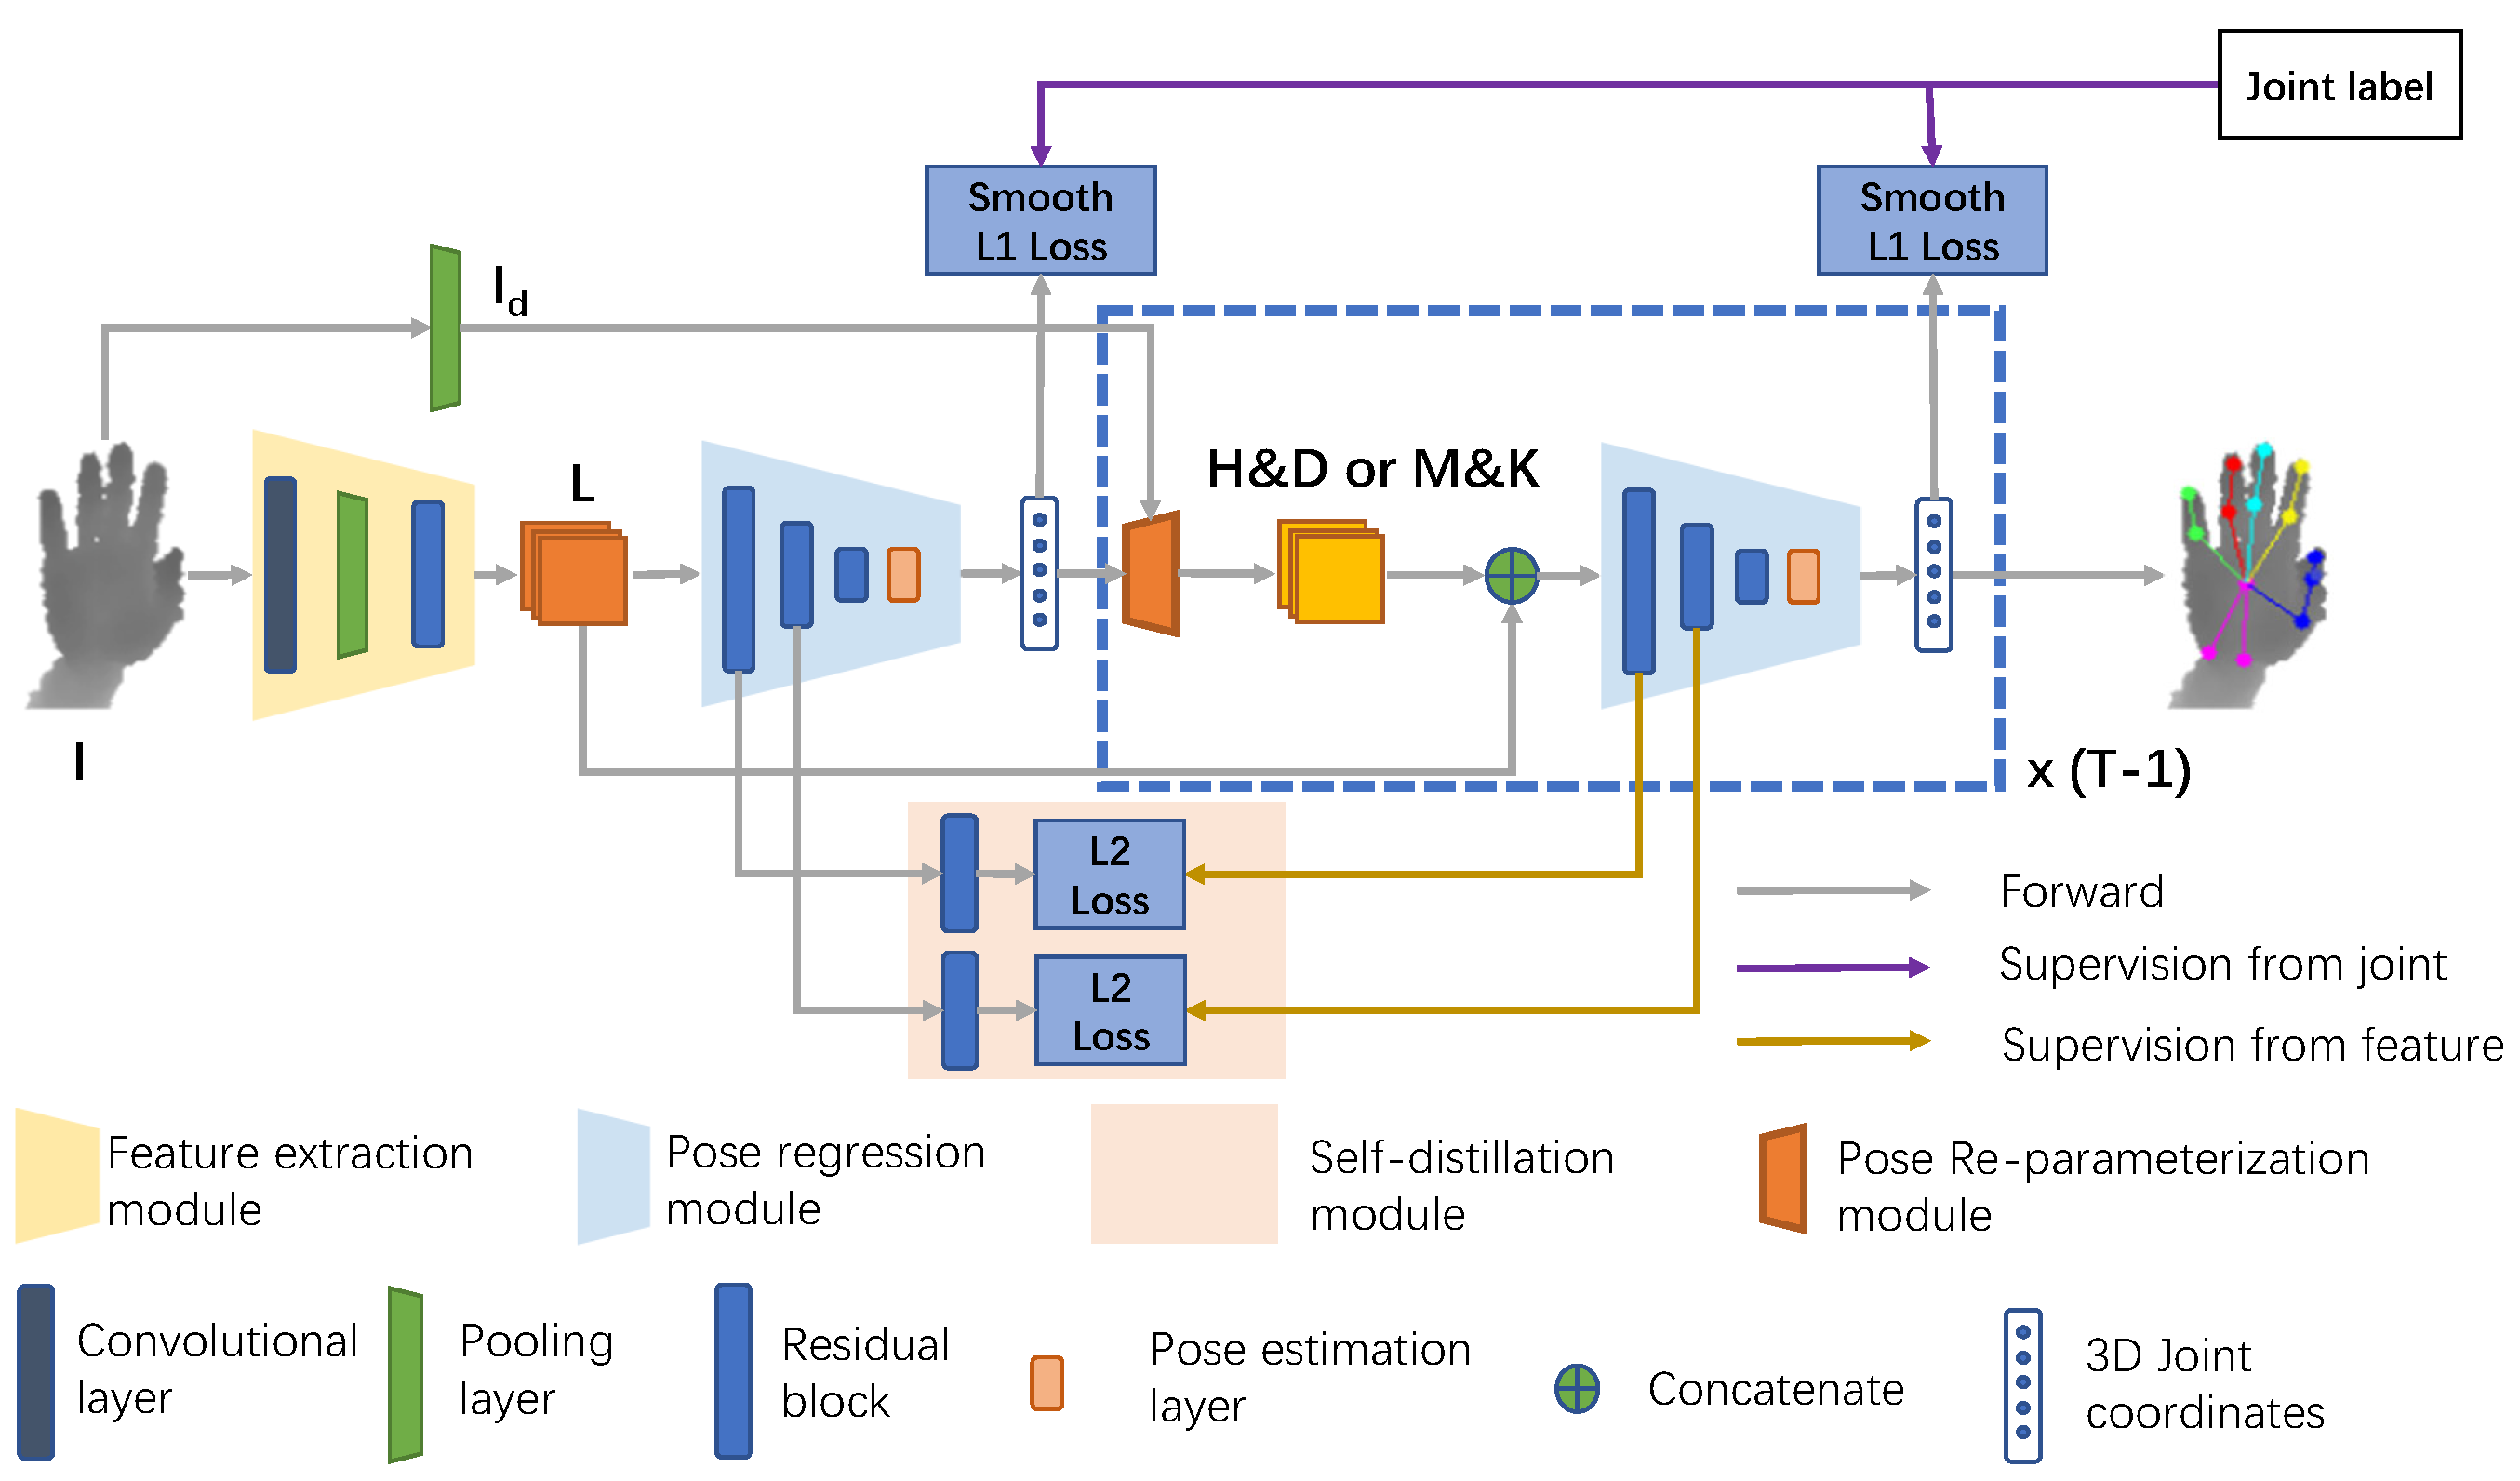 Joint label
Smooth
L1 Loss
Smooth
L1 Loss
I_d
L
H&D or M&K
I
x (T-1)
L2
Loss
L2
Loss
Forward
Supervision from joint
Supervision from feature
Feature extraction
module
Pose regression
module
Self-distillation
module
Pose Re-parameterization
module
Convolutional
layer
Pooling
layer
Residual
block
Pose estimation
layer
Concatenate
3D Joint
coordinates